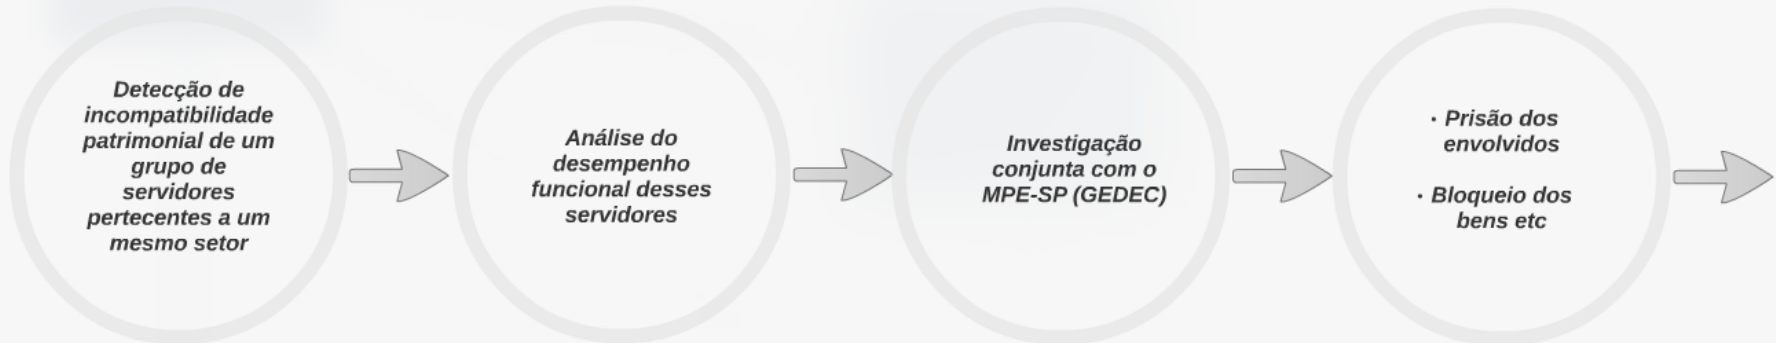 Detecção de
incompatibilidade
patrimonial de um
grupo de
servidores
pertecentes a um
mesmo setor
Análise do
desempenho
funcional desses
servidores
Investigação
conjunta com o
MPE-SP (GEDEC)
· Prisão dos
envolvidos
· Bloqueio dos
bens etc